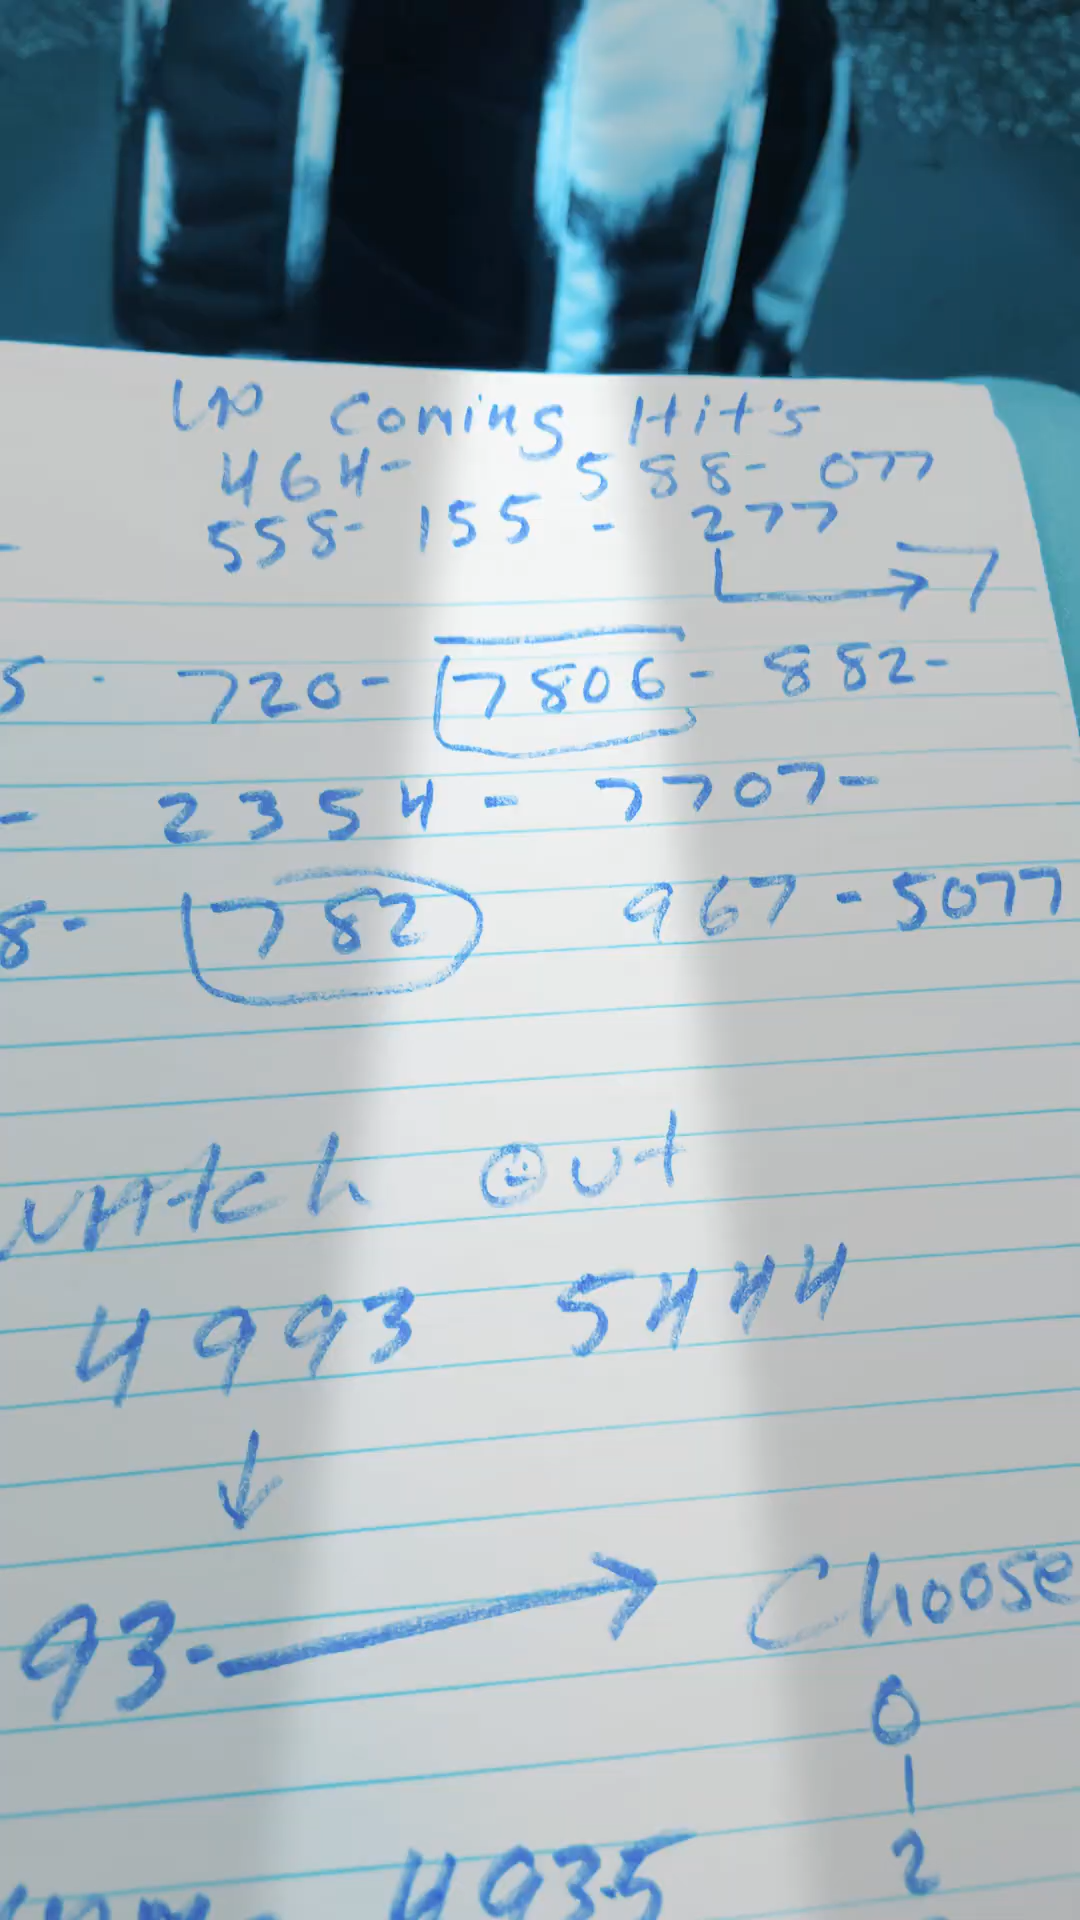 Up Coming Hit's
464- 588- 077
558- 155 - 277
7
5 - 720- 7806- 882-
- 2354 - 7707-
8- 782 967 - 5077
Watch Out
4993 5444
93- Choose
0
1
2
4935